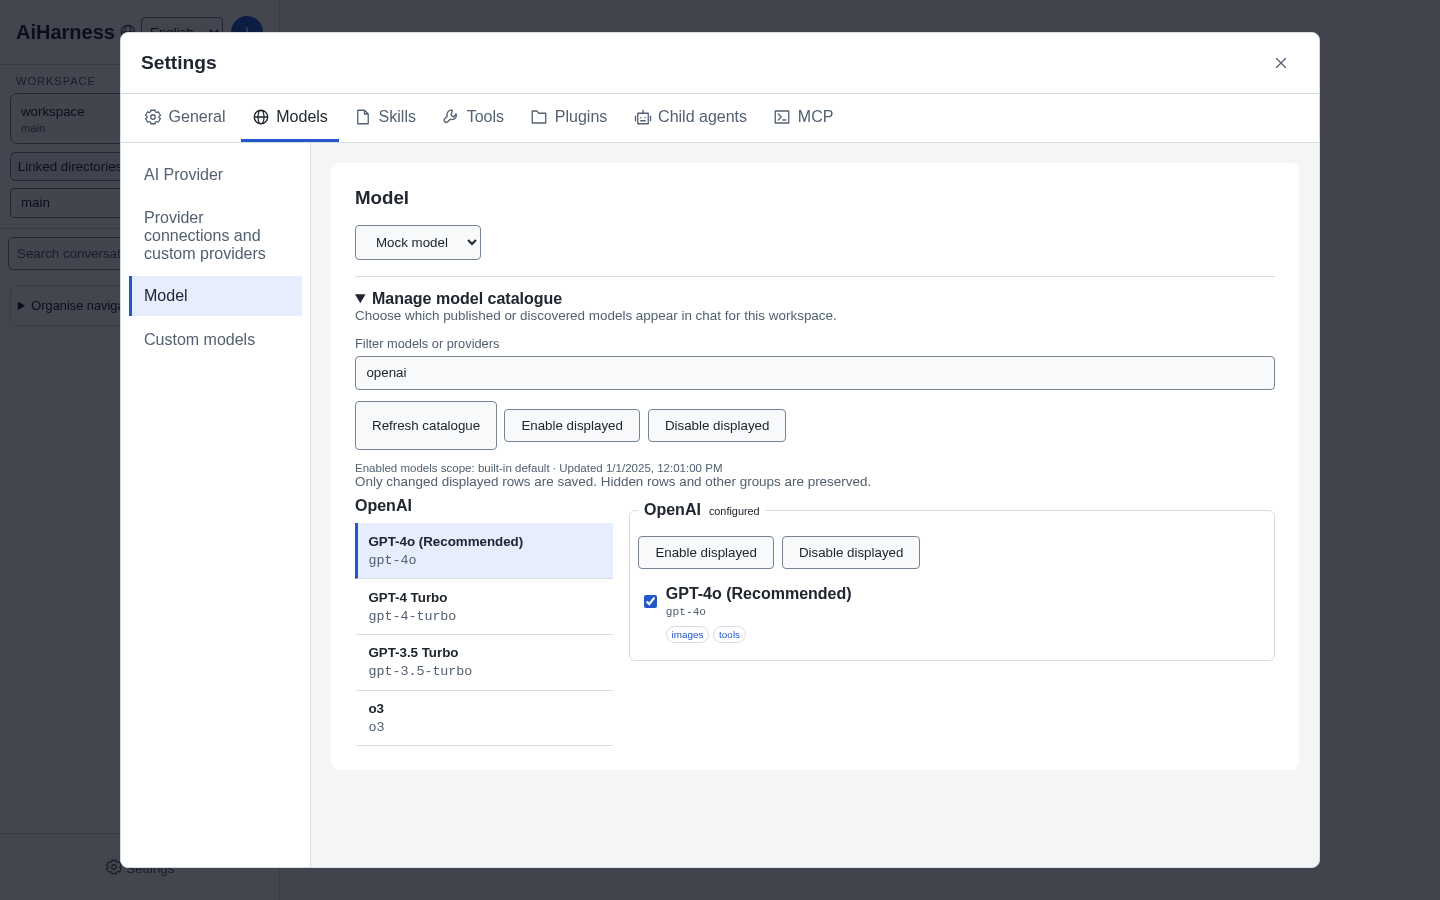 AiHarness
English
WORKSPACE
workspace
main
Linked directories
main
Search conversat
Organise naviga
Settings
Settings
General
Models
Skills
Tools
Plugins
Child agents
MCP
AI Provider
Provider
connections and
custom providers
Model
Custom models
Model
Mock model
Manage model catalogue
Choose which published or discovered models appear in chat for this workspace.
Filter models or providers
openai
Refresh catalogue
Enable displayed
Disable displayed
Enabled models scope: built-in default · Updated 1/1/2025, 12:01:00 PM
Only changed displayed rows are saved. Hidden rows and other groups are preserved.
OpenAI
GPT-4o (Recommended)
gpt-4o
GPT-4 Turbo
gpt-4-turbo
GPT-3.5 Turbo
gpt-3.5-turbo
o3
o3
OpenAI configured
Enable displayed
Disable displayed
GPT-4o (Recommended)
gpt-4o
images
tools